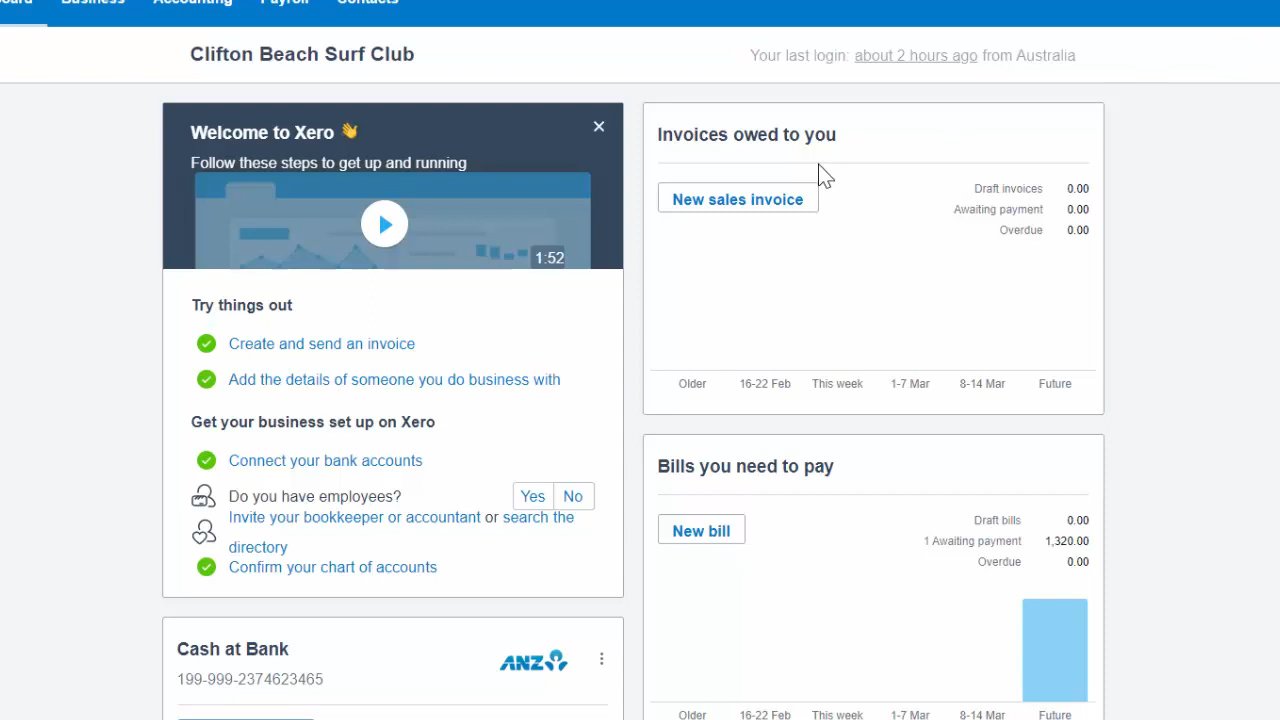 Business Accounting Payroll Contacts
Clifton Beach Surf Club
Your last login: about 2 hours ago from Australia
Welcome to Xero 👋
Follow these steps to get up and running
1:52
Try things out
Create and send an invoice
Add the details of someone you do business with
Get your business set up on Xero
Connect your bank accounts
Do you have employees? Yes No
Invite your bookkeeper or accountant or search the
directory
Confirm your chart of accounts
Cash at Bank
ANZ
199-999-2374623465
Invoices owed to you
New sales invoice
Draft invoices 0.00
Awaiting payment 0.00
Overdue 0.00
Older 16-22 Feb This week 1-7 Mar 8-14 Mar Future
Bills you need to pay
New bill
Draft bills 0.00
1 Awaiting payment 1,320.00
Overdue 0.00
Older 16-22 Feb This week 1-7 Mar 8-14 Mar Future